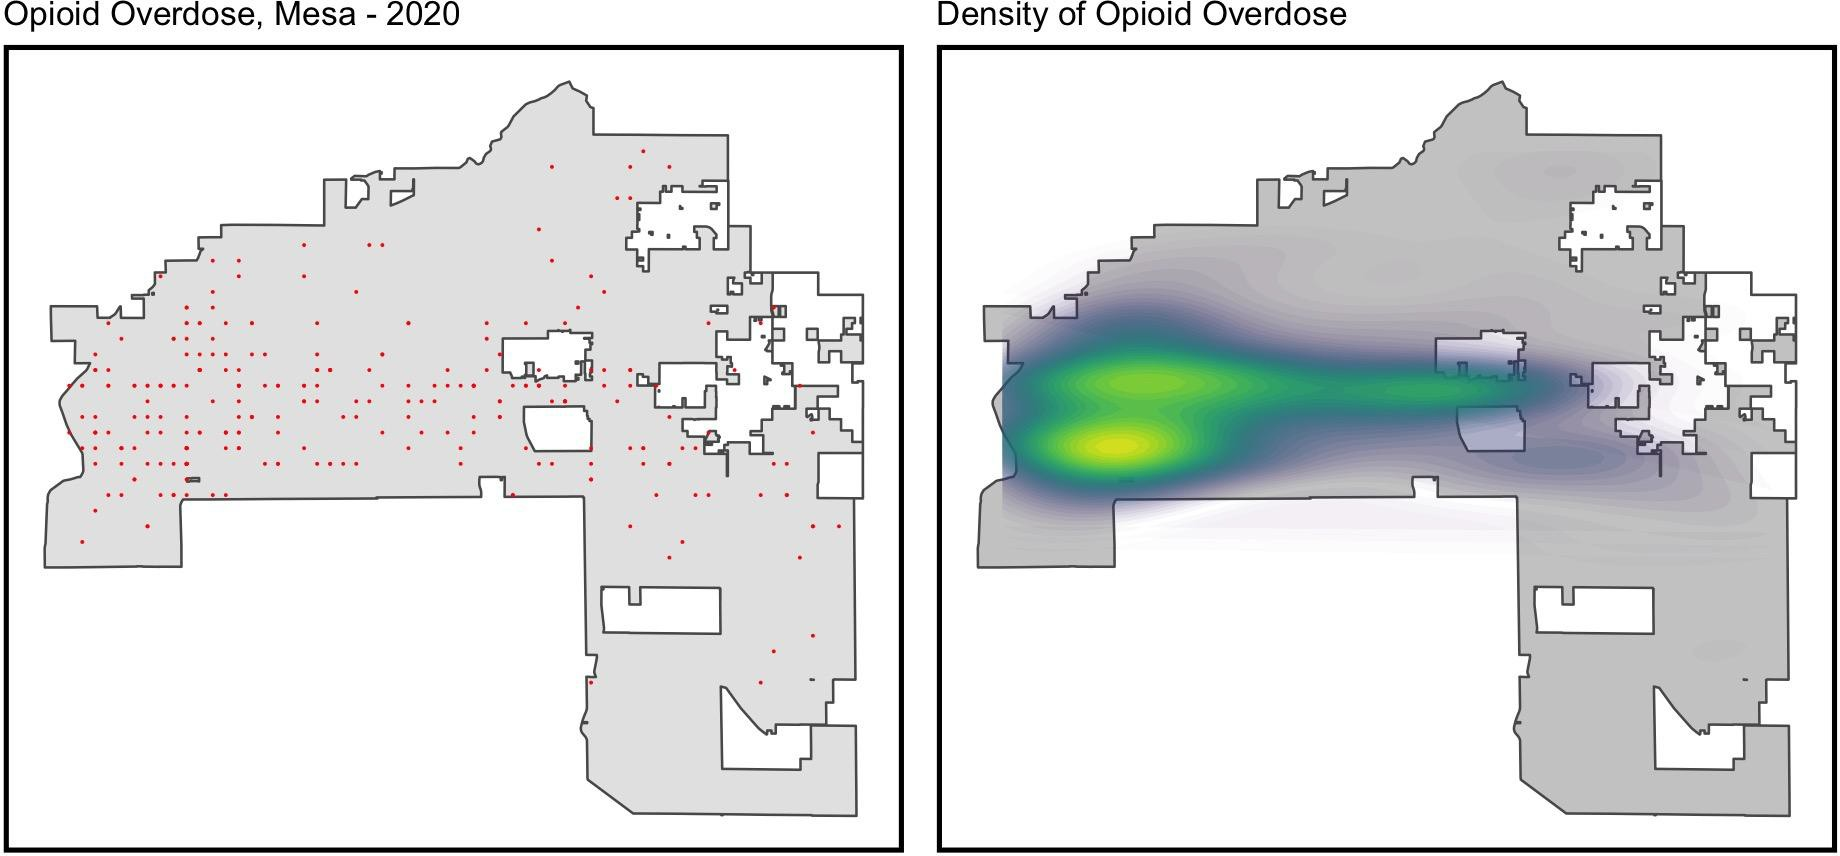 Opioid Overdose, Mesa - 2020
Density of Opioid Overdose